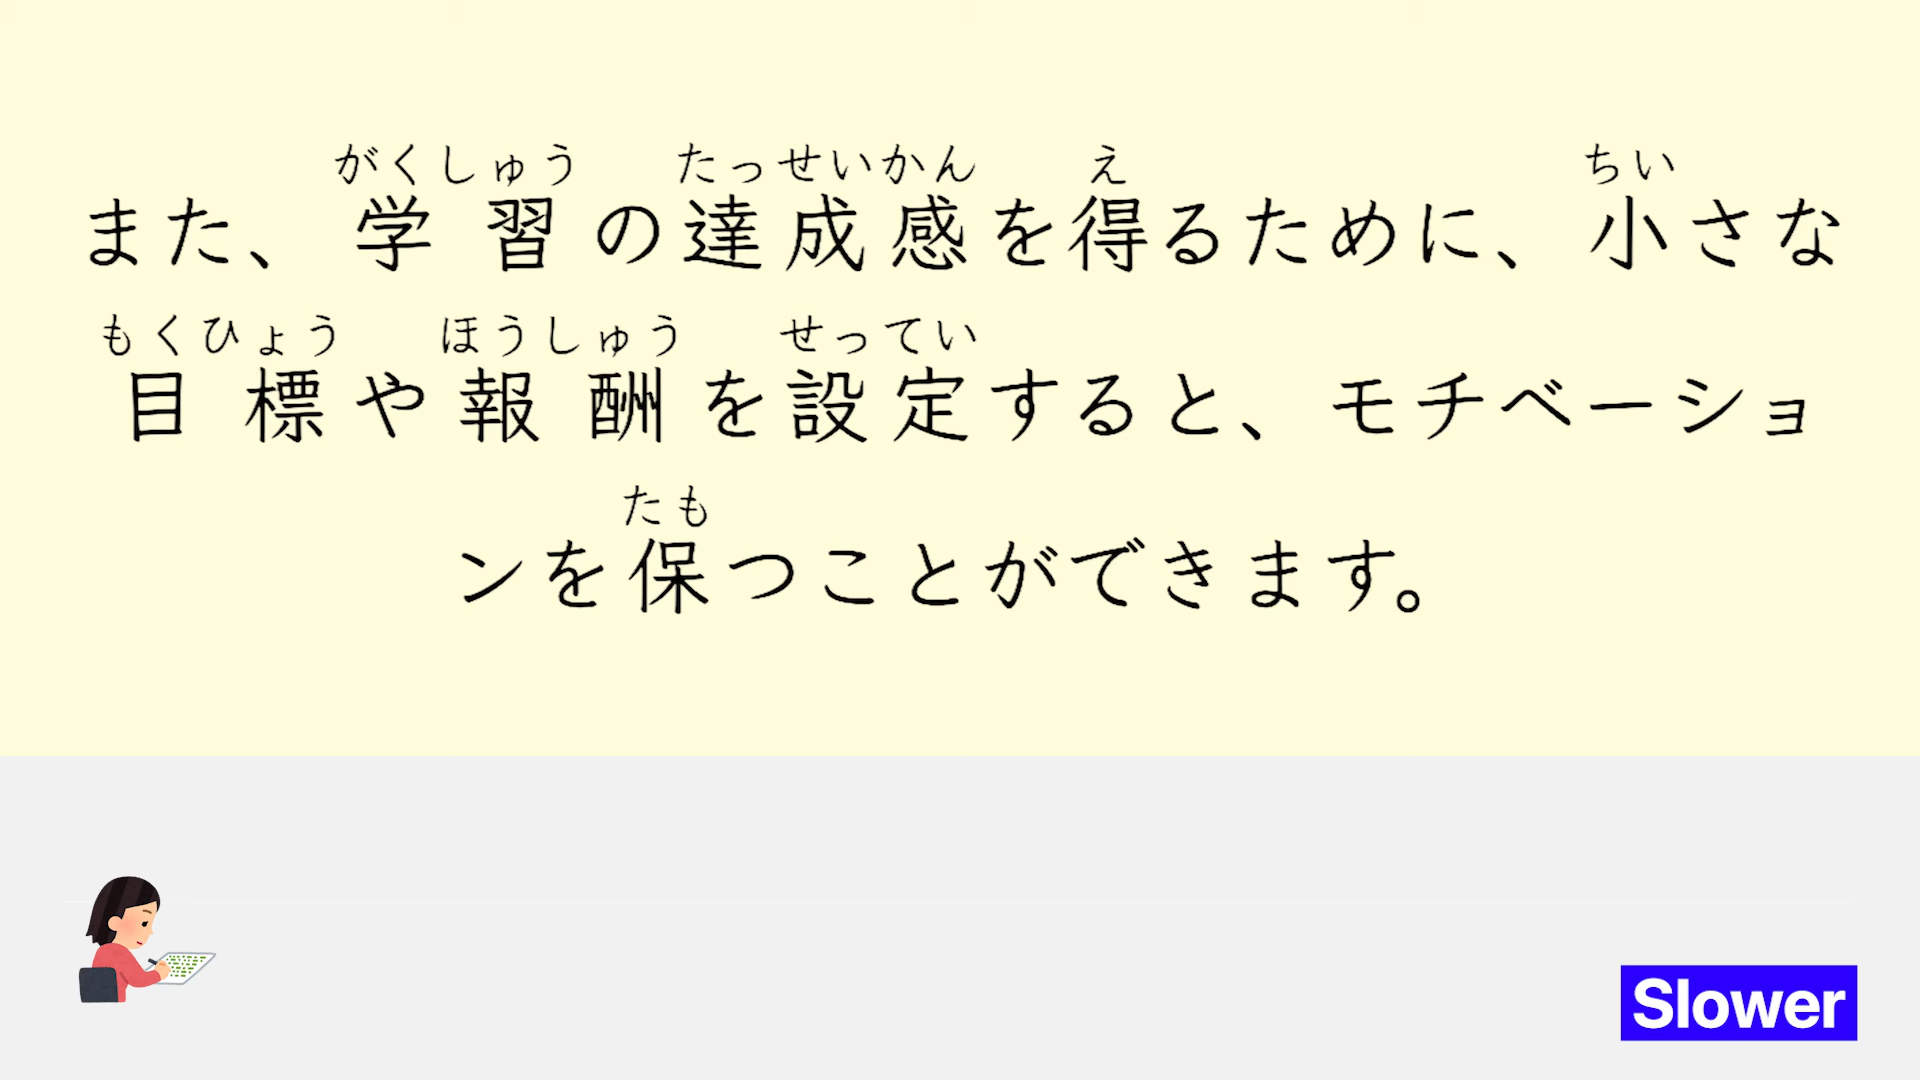 がくしゅう たっせいかん え ちい
また、学習の達成感を得るために、小さな
もくひょう ほうしゅう せってい
目標や報酬を設定すると、モチベーショ
たも
ンを保つことができます。
Slower